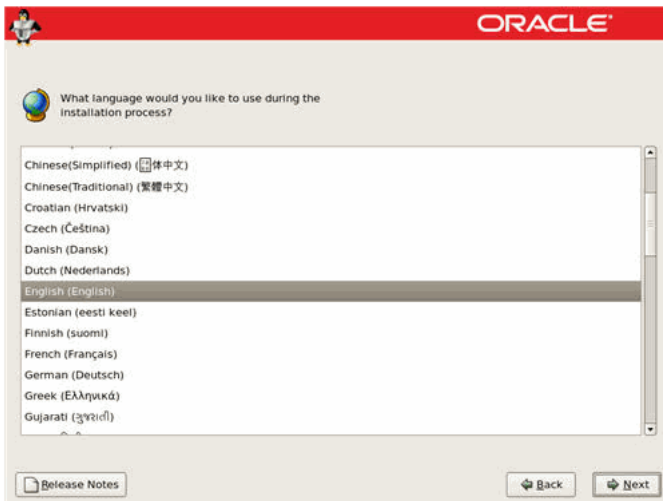 ORACLE
What language would you like to use during the
installation process?
Chinese(Simplified) (体中文)
Chinese(Traditional) (繁體中文)
Croatian (Hrvatski)
Czech (Čeština)
Danish (Dansk)
Dutch (Nederlands)
English (English)
Estonian (eesti keel)
Finnish (suomi)
French (Français)
German (Deutsch)
Greek (Ελληνικά)
Gujarati (ગુજરાતી)
Release Notes
Back
Next